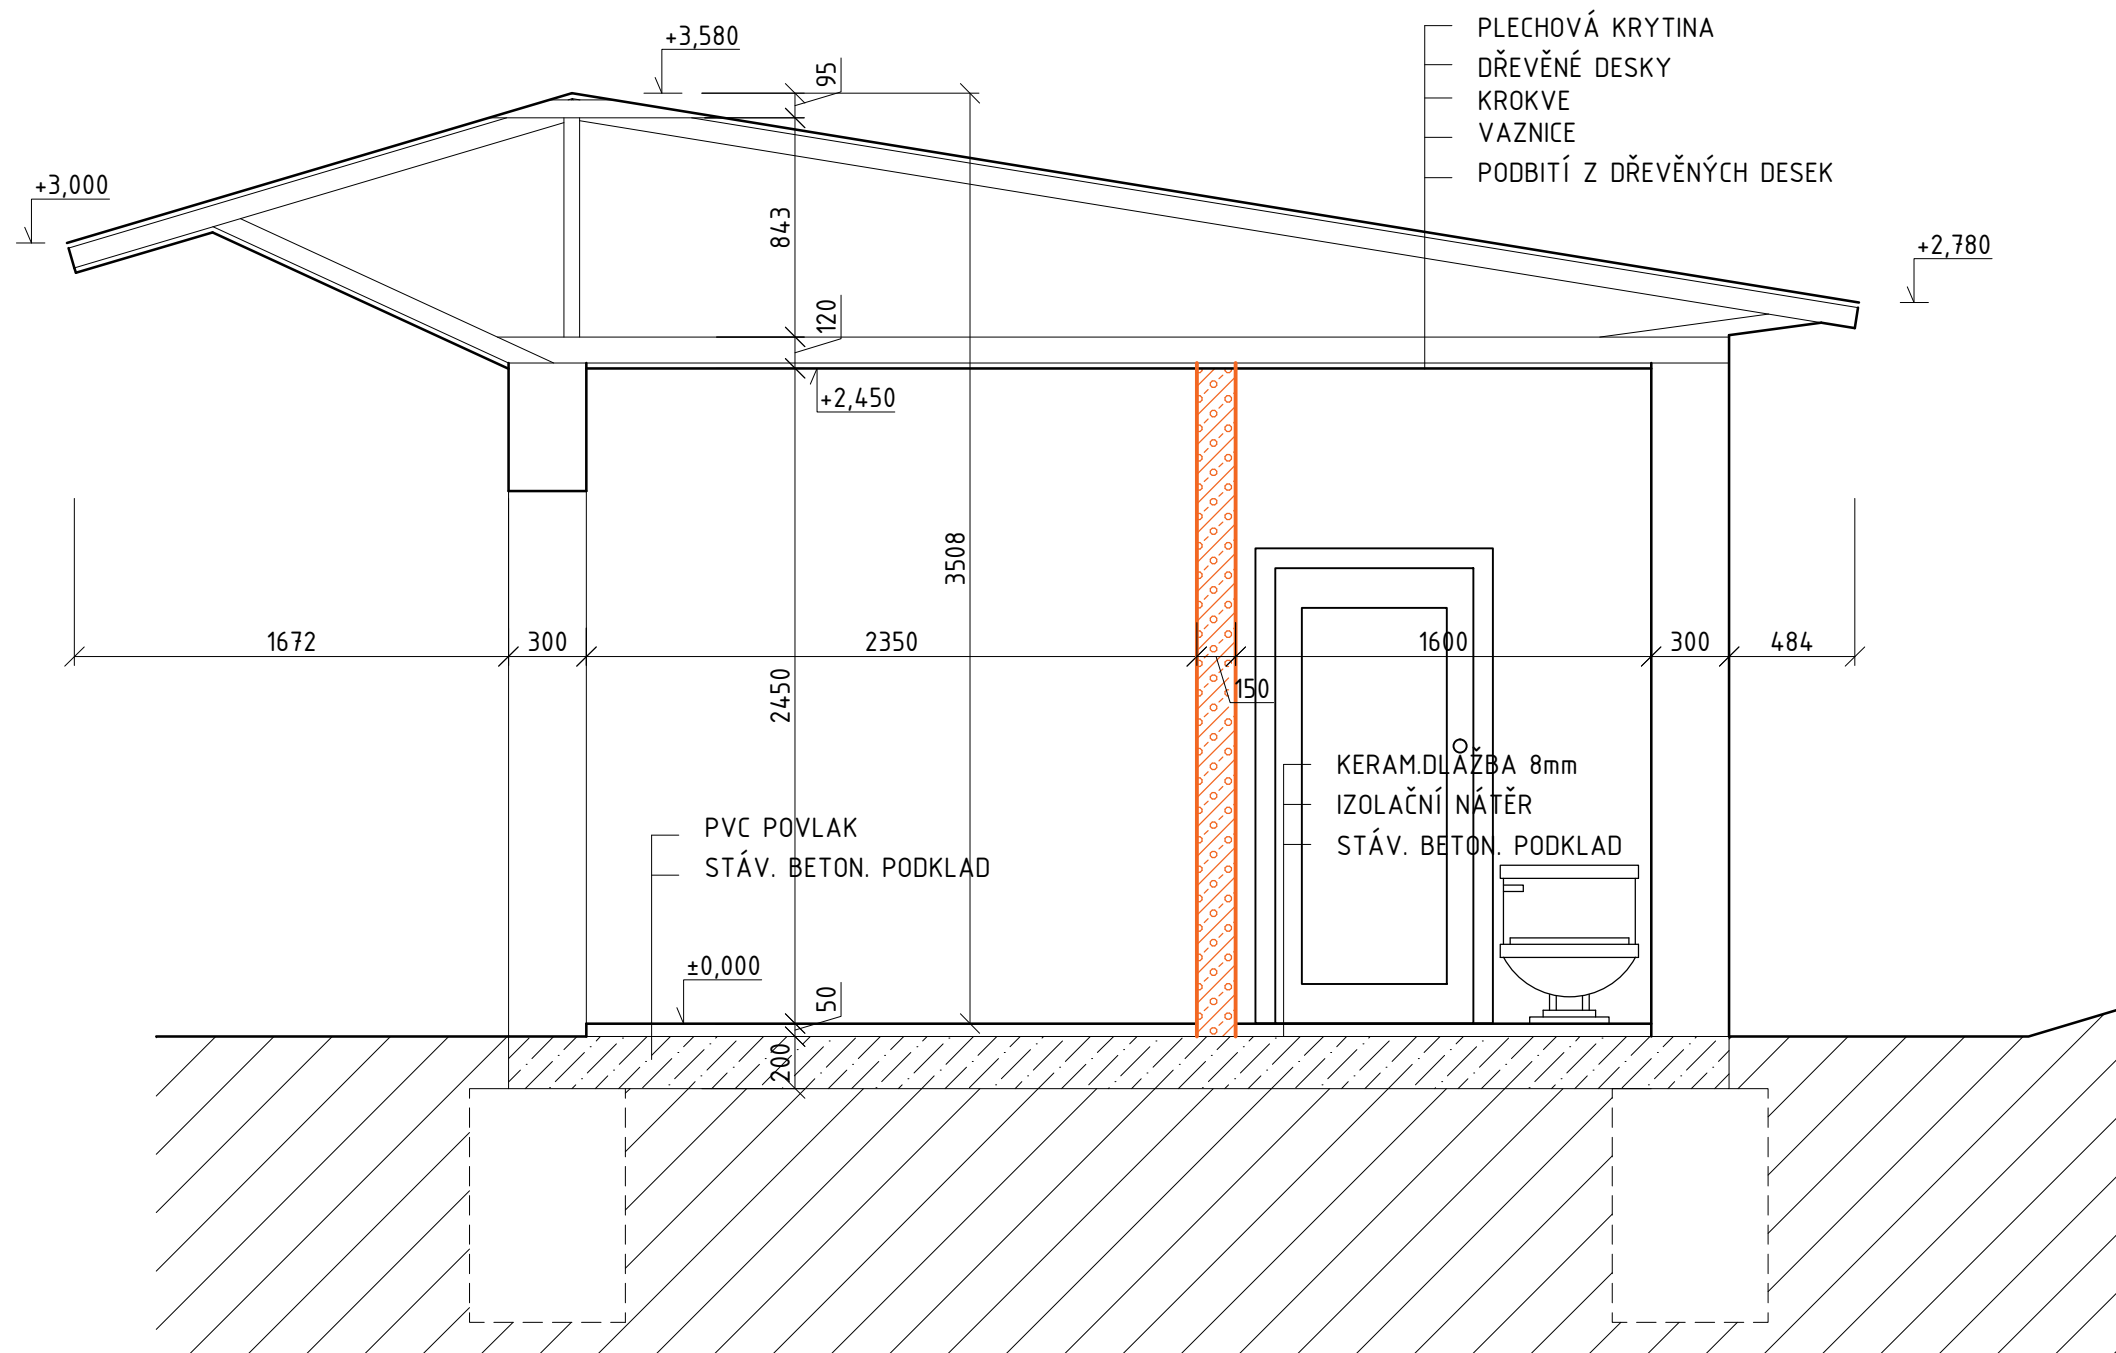 +3,580
95
PLECHOVÁ KRYTINA
DŘEVĚNÉ DESKY
KROKVE
VAZNICE
PODBITÍ Z DŘEVĚNÝCH DESEK
+3,000
843
+2,780
120
+2,450
3508
1672
300
2350
1600
300
484
150
2450
KERAM.DLAŽBA 8mm
IZOLAČNÍ NÁTĚR
STÁV. BETON. PODKLAD
PVC POVLAK
STÁV. BETON. PODKLAD
±0,000
50
200